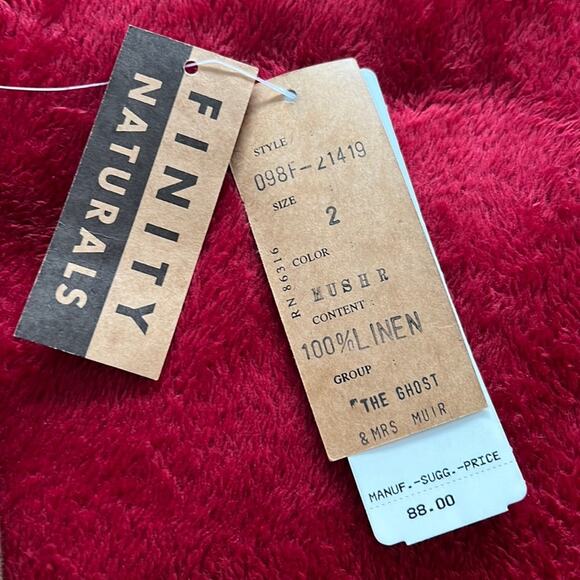 FINITY
NATURALS
STYLE
098F-21419
SIZE
2
RN 86316
COLOR
MUSHR
CONTENT:
100% LINEN
GROUP
"THE GHOST
& MRS MUIR
MANUF.-SUGG.-PRICE
88.00